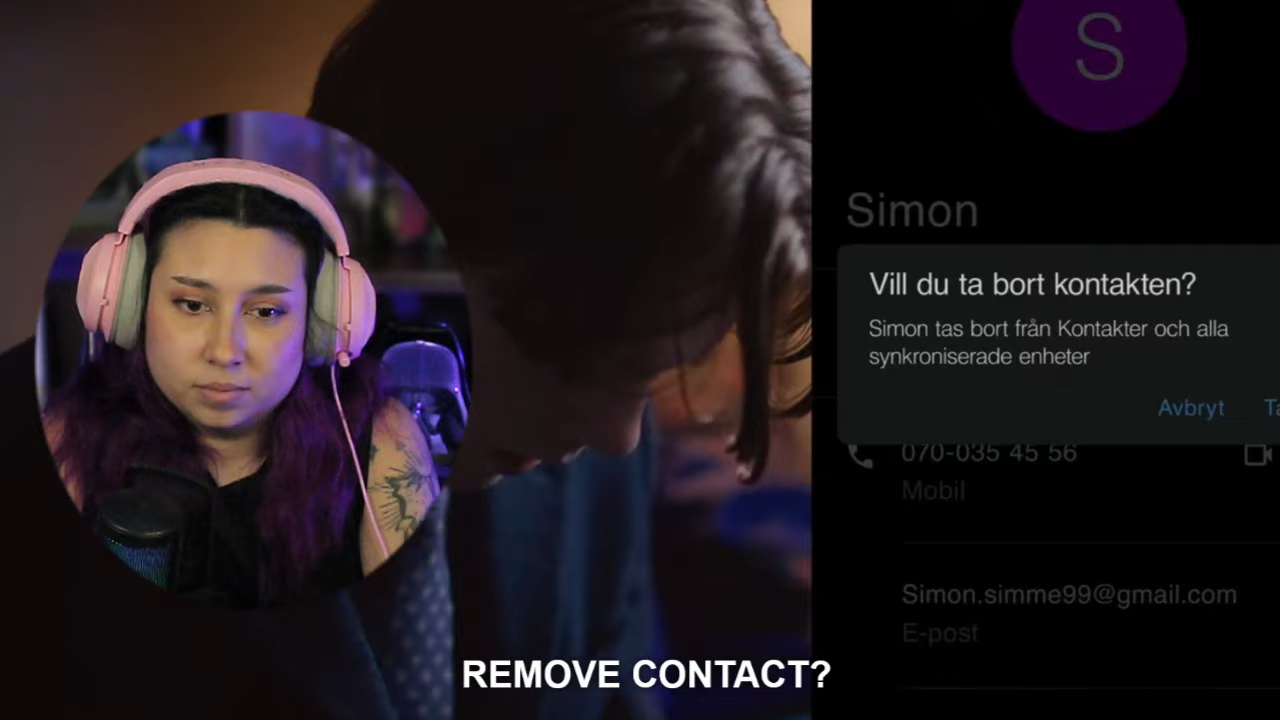 S
Simon
Vill du ta bort kontakten?
Simon tas bort från Kontakter och alla
synkroniserade enheter
Avbryt
070-035 45 56
Mobil
Simon.simme99@gmail.com
E-post
REMOVE CONTACT?